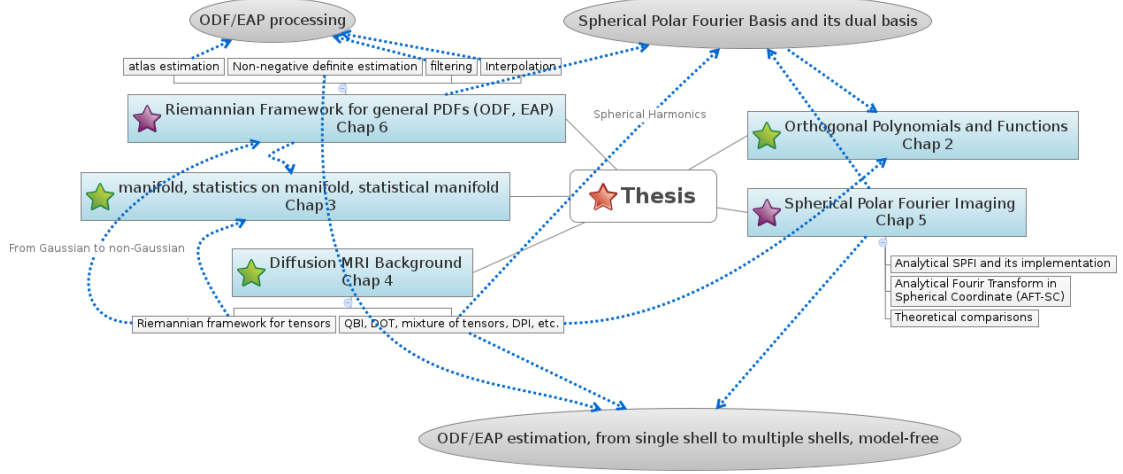 ODF/EAP processing
Spherical Polar Fourier Basis and its dual basis
atlas estimation
Non-negative definite estimation
filtering
Interpolation
Riemannian Framework for general PDFs (ODF, EAP)
Chap 6
Spherical Harmonics
Orthogonal Polynomials and Functions
Chap 2
manifold, statistics on manifold, statistical manifold
Chap 3
Thesis
Spherical Polar Fourier Imaging
Chap 5
From Gaussian to non-Gaussian
Diffusion MRI Background
Chap 4
Analytical SPFI and its implementation
Analytical Fourir Transform in
Spherical Coordinate (AFT-SC)
Theoretical comparisons
Riemannian framework for tensors
QBI, DOT, mixture of tensors, DPI, etc.
ODF/EAP estimation, from single shell to multiple shells, model-free